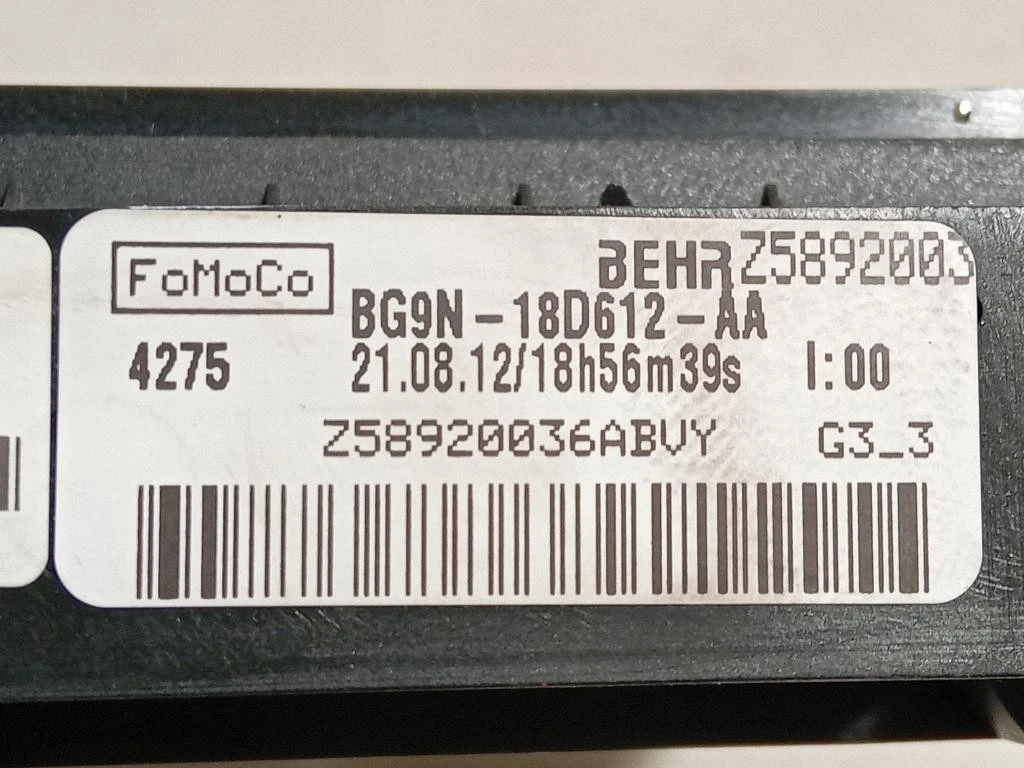 FoMoCo BEHR Z5892003
BG9N-18D612-AA
4275 21.08.12/18h56m39s I:00
Z58920036ABVY G3_3